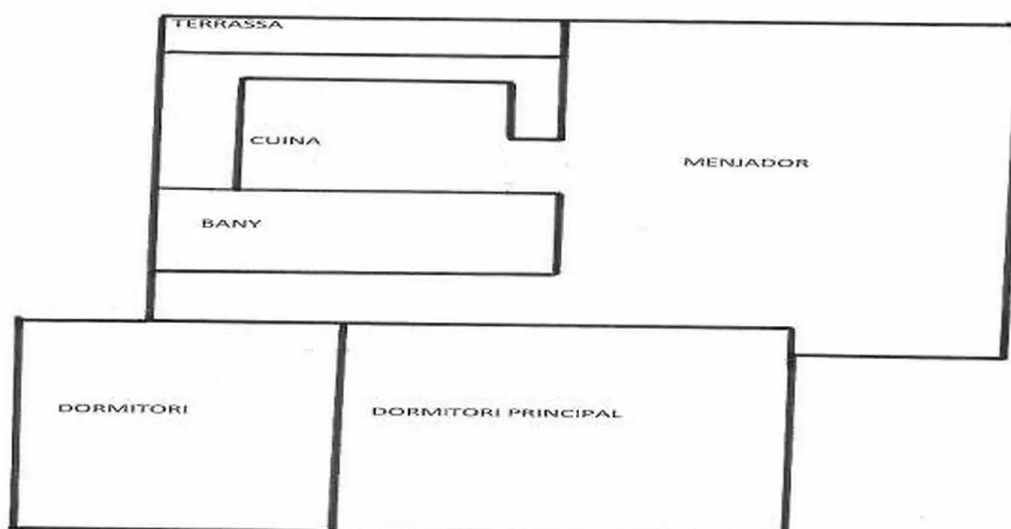 TERRASSA
CUINA
MENJADOR
BANY
DORMITORI
DORMITORI PRINCIPAL